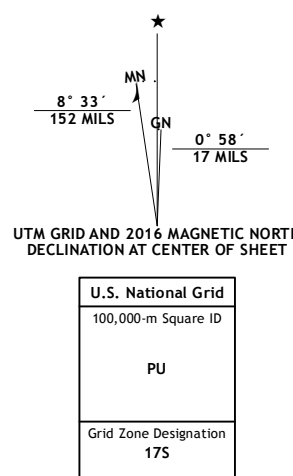 ★
MN
8° 33´
152 MILS
GN
0° 58´
17 MILS
UTM GRID AND 2016 MAGNETIC NORTH
DECLINATION AT CENTER OF SHEET
U.S. National Grid
100,000-m Square ID
PU
Grid Zone Designation
17S